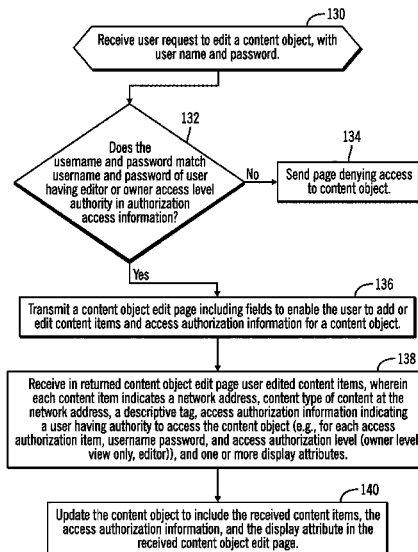 130
Receive user request to edit a content object, with
user name and password.
132
Does the
username and password match
username and password of user
having editor or owner access level
authority in authorization
access information?
No
134
Send page denying access
to content object.
Yes
136
Transmit a content object edit page including fields to enable the user to add or
edit content items and access authorization information for a content object.
138
Receive in returned content object edit page user edited content items, wherein
each content item indicates a network address, content type of content at the
network address, a descriptive tag, access authorization information indicating
a user having authority to access the content object (e.g., for each access
authorization item, username password, and access authorization level (owner level,
view only, editor)), and one or more display attributes.
140
Update the content object to include the received content items, the
access authorization information, and the display attribute in the
received content object edit page.